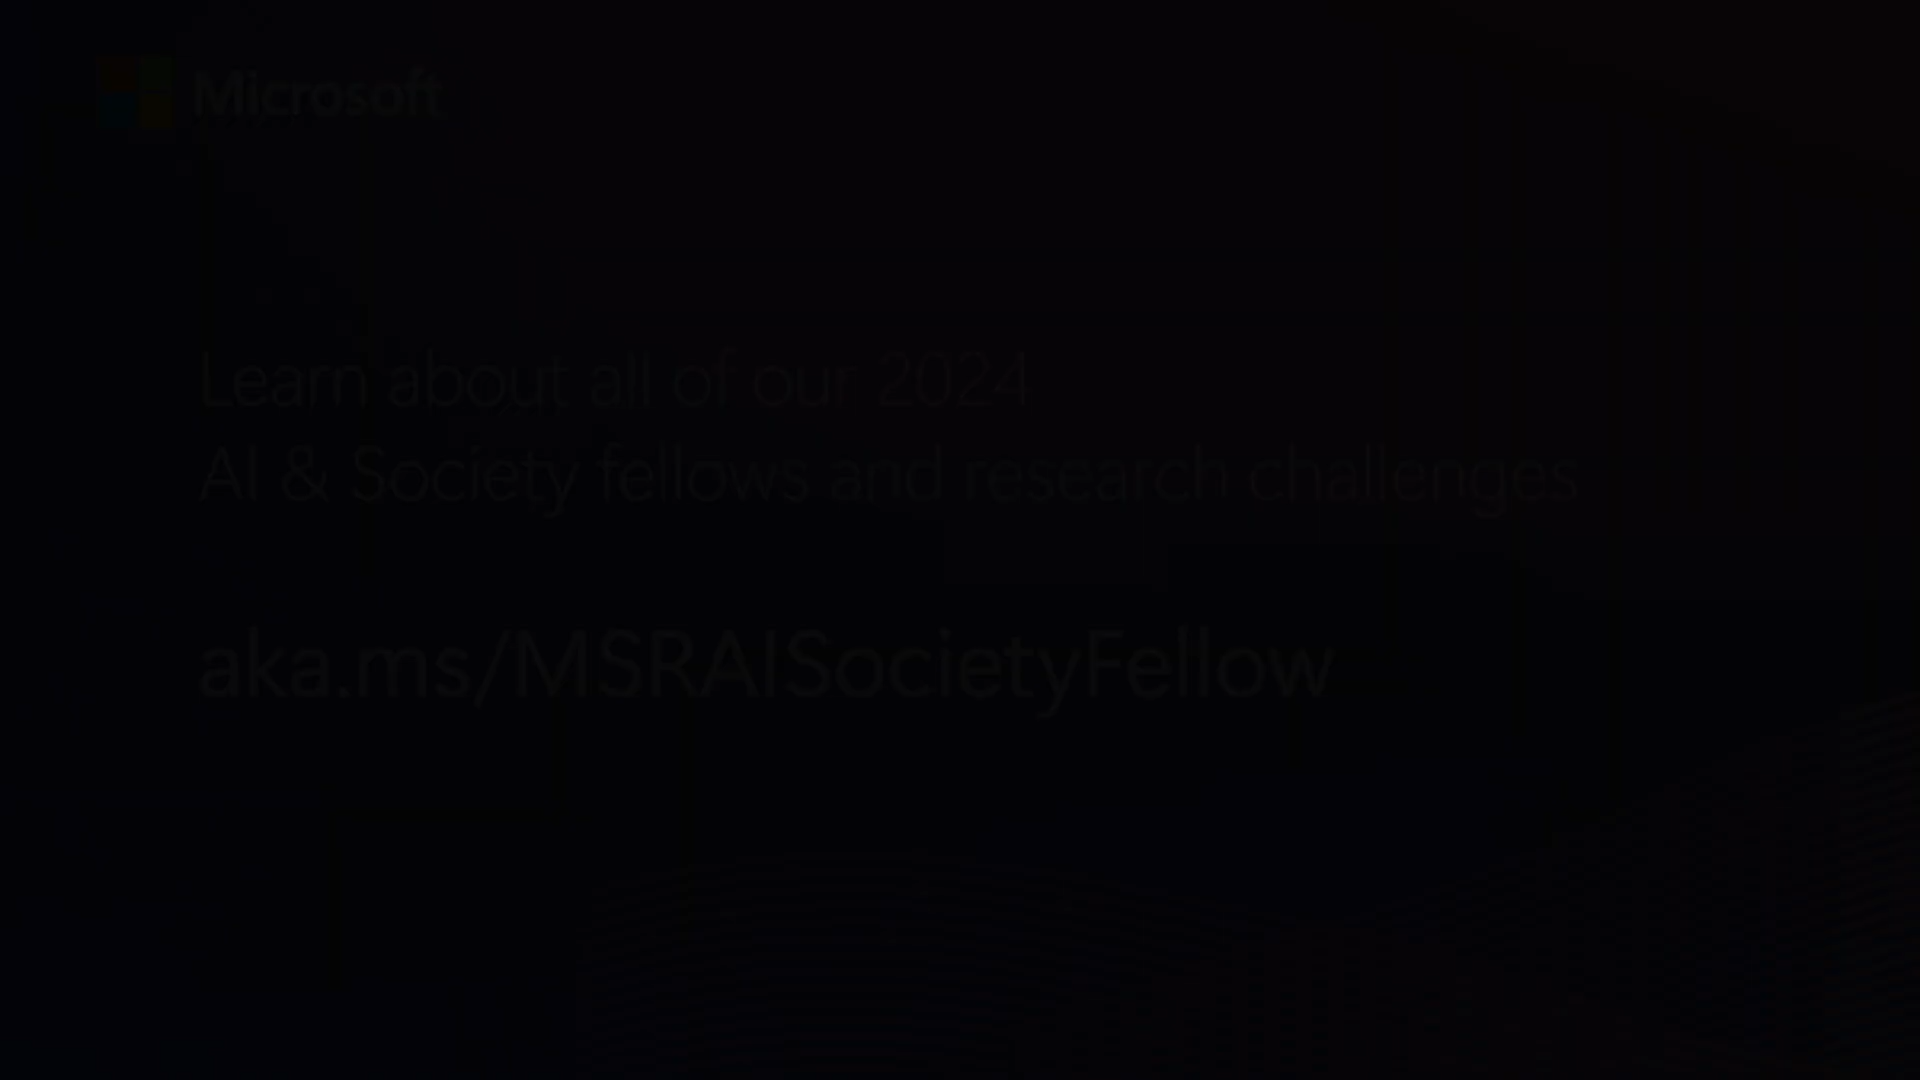 Microsoft
Learn about all of our 2024
AI & Society fellows and research challenges
aka.ms/MSRAISocietyFellow